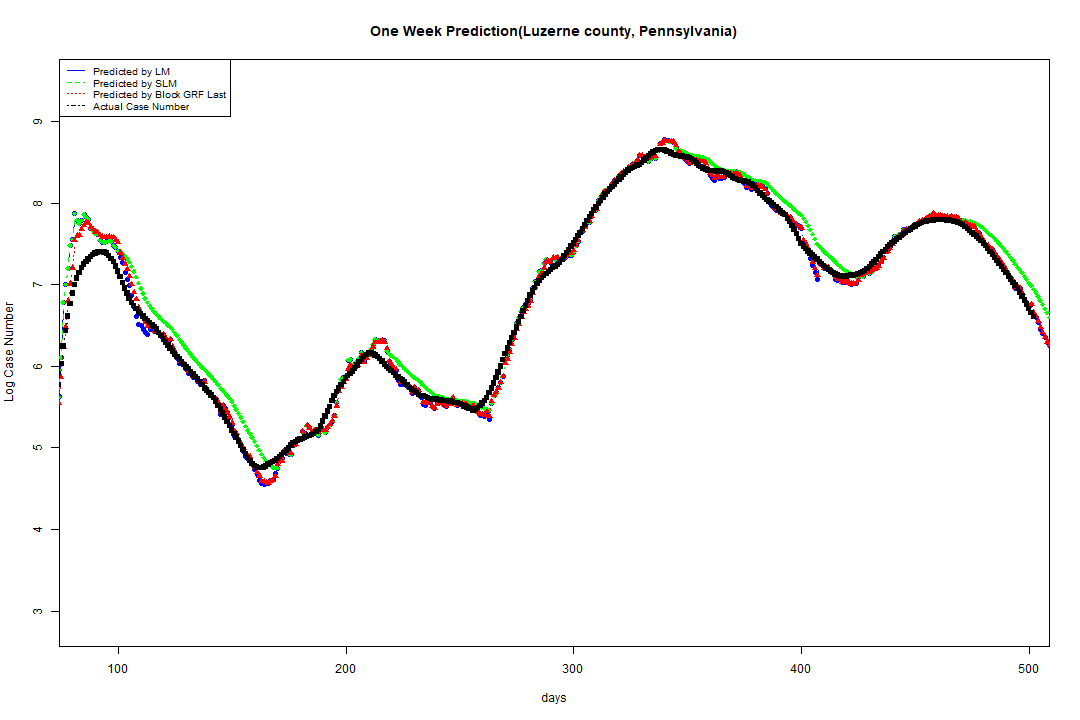 One Week Prediction(Luzerne county, Pennsylvania)
Predicted by LM
Predicted by SLM
Predicted by Block GRF Last
Actual Case Number
Log Case Number
9
8
7
6
5
4
3
100 200 300 400 500
days